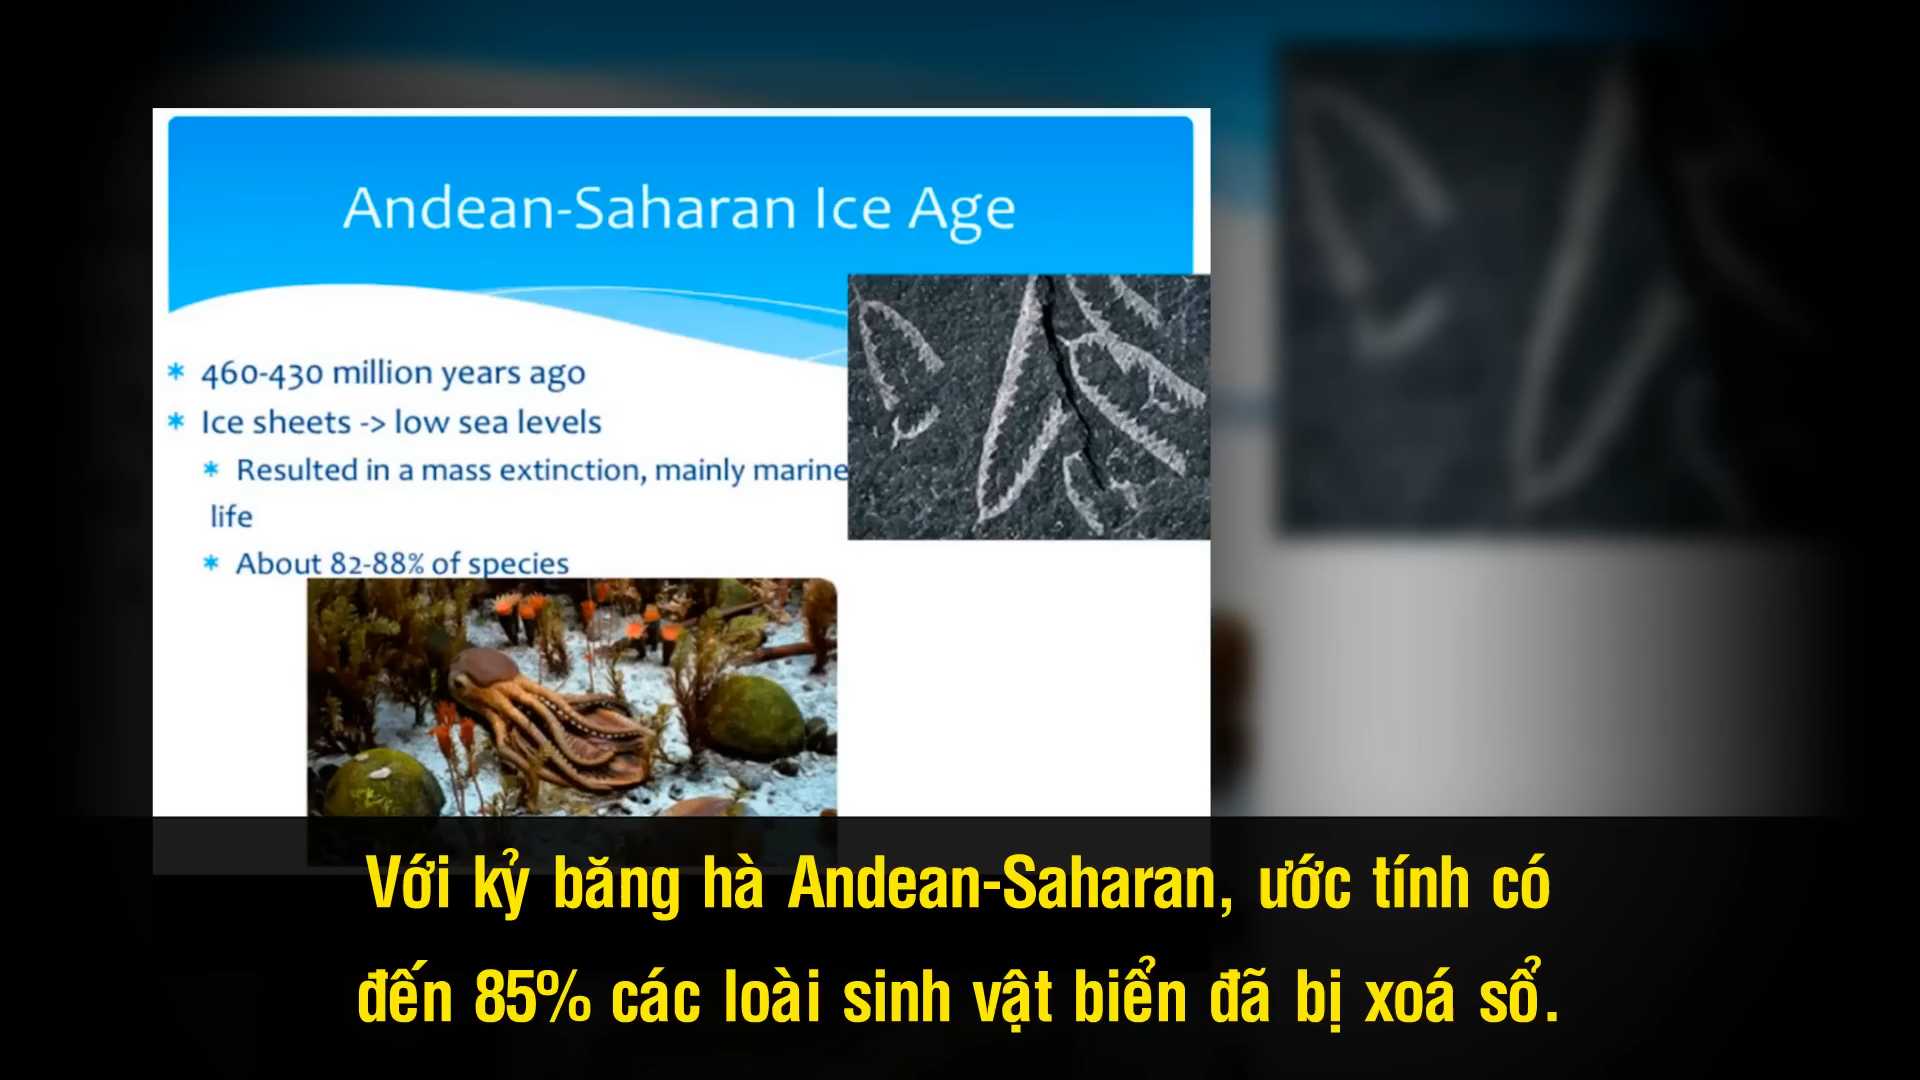 Andean-Saharan Ice Age
* 460-430 million years ago
* Ice sheets -> low sea levels
* Resulted in a mass extinction, mainly marine
life
* About 82-88% of species
Với kỷ băng hà Andean-Saharan, ước tính có
đến 85% các loài sinh vật biển đã bị xoá sổ.